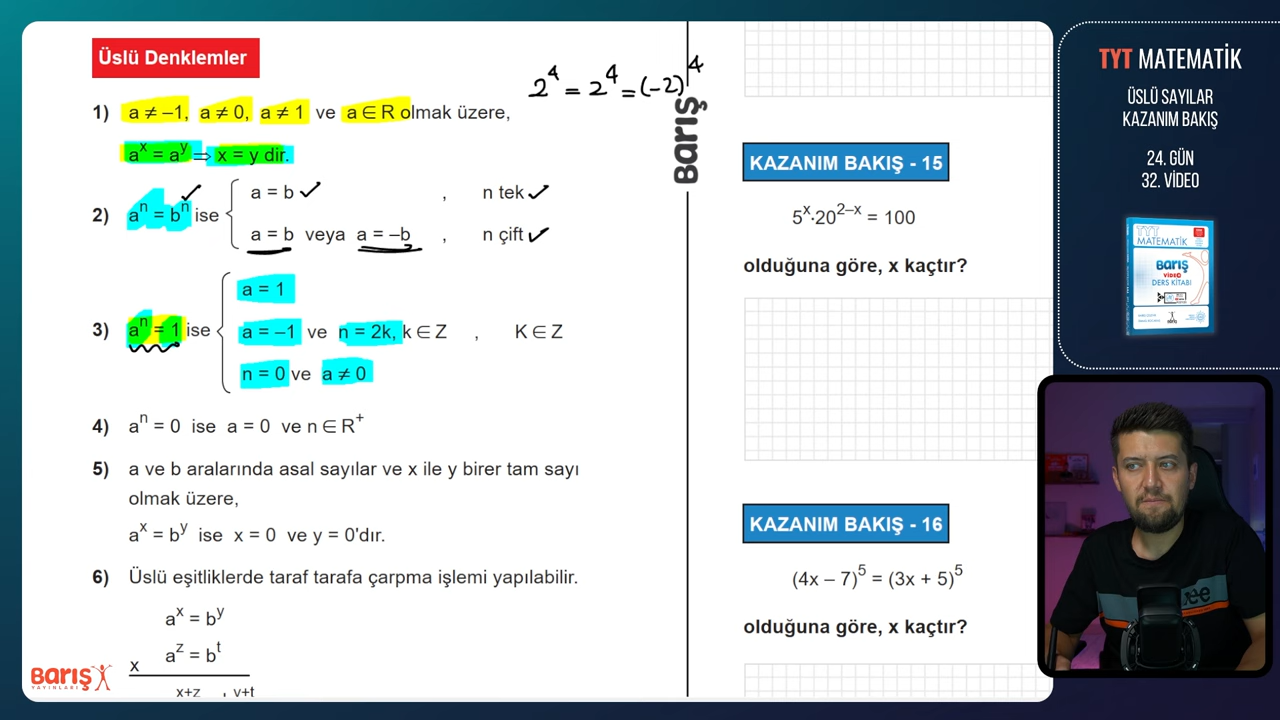 Üslü Denklemler
2⁴ = 2⁴ = (-2)⁴
1) a ≠ –1, a ≠ 0, a ≠ 1 ve a ∈ R olmak üzere,
aˣ = aʸ ⇒ x = y dir.
2) aⁿ = bⁿ ise
a = b , n tek
a = b veya a = –b , n çift
3) aⁿ = 1 ise
a = 1
a = –1 ve n = 2k, k ∈ Z , K ∈ Z
n = 0 ve a ≠ 0
4) aⁿ = 0 ise a = 0 ve n ∈ R⁺
5) a ve b aralarında asal sayılar ve x ile y birer tam sayı
olmak üzere,
aˣ = bʸ ise x = 0 ve y = 0'dır.
6) Üslü eşitliklerde taraf tarafa çarpma işlemi yapılabilir.
aˣ = bʸ
aᶻ = bᵗ
x
x+z y+t
BARIŞ
YAYINLARI
Barış
KAZANIM BAKIŞ - 15
5ˣ·20²⁻ˣ = 100
olduğuna göre, x kaçtır?
KAZANIM BAKIŞ - 16
(4x – 7)⁵ = (3x + 5)⁵
olduğuna göre, x kaçtır?
TYT MATEMATİK
ÜSLÜ SAYILAR
KAZANIM BAKIŞ
24. GÜN
32. VİDEO
TYT
MATEMATİK
BARIŞ
VİDEO
DERS KİTABI